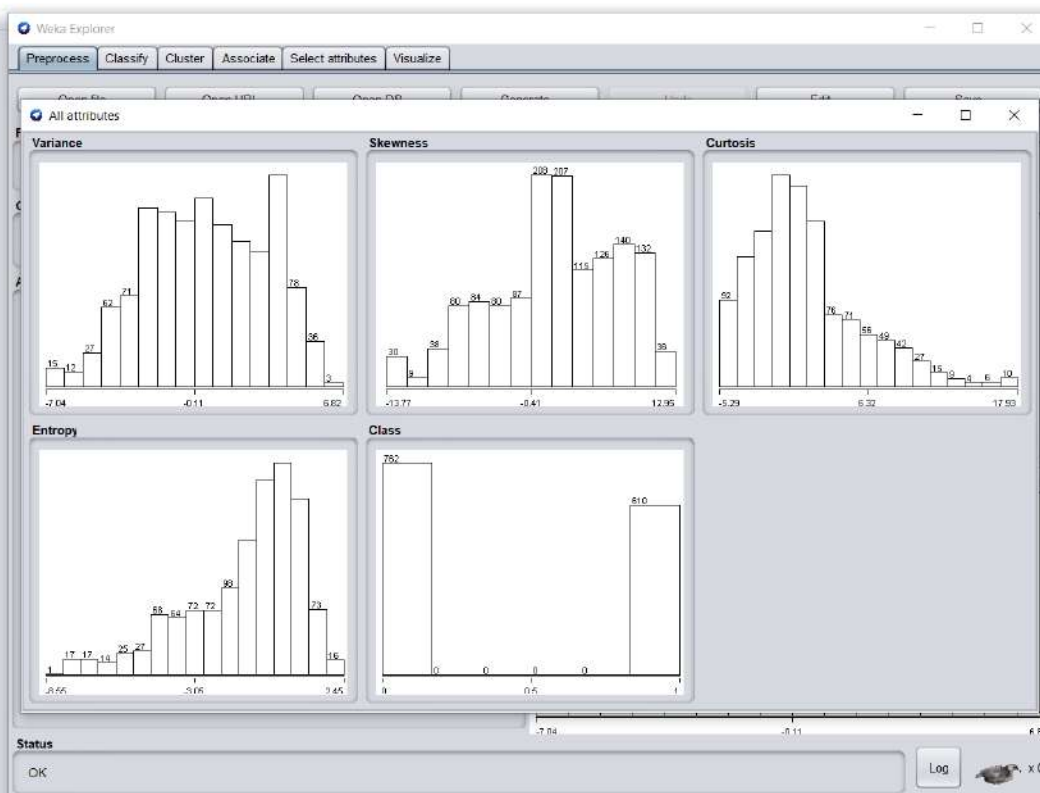 Weka Explorer
Preprocess Classify Cluster Associate Select attributes Visualize
All attributes
Variance
15 12 27 62 71 78 36 3
-7.04 -0.11 6.82
Skewness
30 9 38 80 84 80 87 208 207 115 126 140 132 36
-13.77 -0.41 12.95
Curtosis
92 76 71 56 49 42 27 15 9 4 6 10
-5.29 6.32 17.93
Entropy
1 17 17 14 25 27 68 64 72 72 98 73 16
-8.55 -3.05 2.45
Class
762 0 0 0 0 610
0 0.5 1
-7.04 -0.11
Status
OK
Log